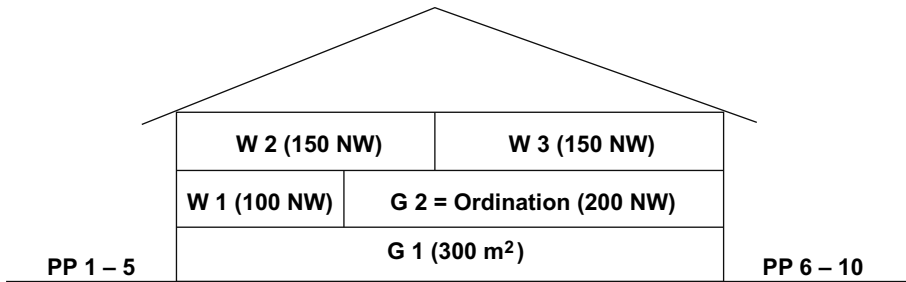 W 2 (150 NW) W 3 (150 NW)
W 1 (100 NW) G 2 = Ordination (200 NW)
G 1 (300 m²)
PP 1 – 5 PP 6 – 10